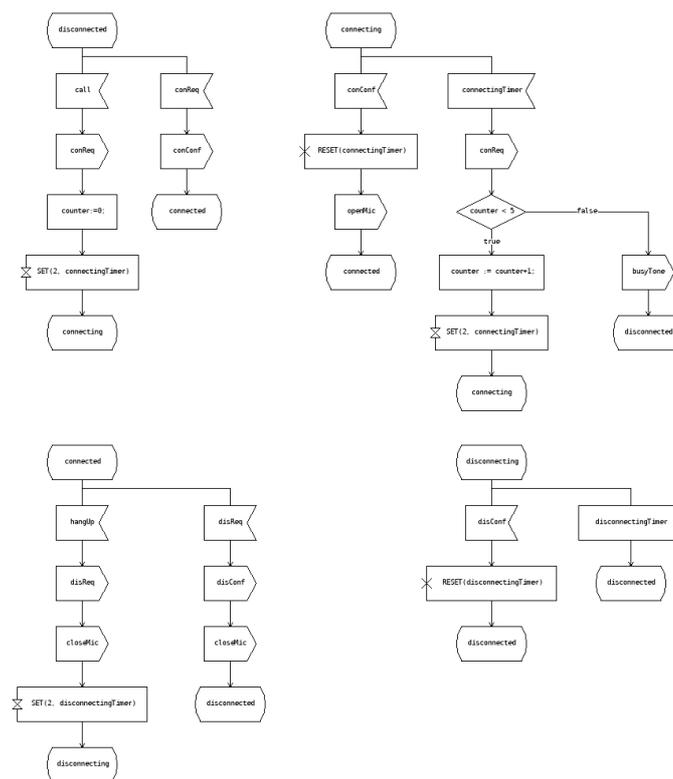 disconnected
call
conReq
conReq
conConf
counter:=0;
connected
SET(2, connectingTimer)
connecting
connecting
conConf
connectingTimer
RESET(connectingTimer)
conReq
openMic
counter < 5
false
true
connected
counter := counter+1;
busyTone
SET(2, connectingTimer)
disconnected
connecting
connected
hangUp
disReq
disReq
disConf
closeMic
closeMic
SET(2, disconnectingTimer)
disconnected
disconnecting
disconnecting
disConf
disconnectingTimer
RESET(disconnectingTimer)
disconnected
disconnected